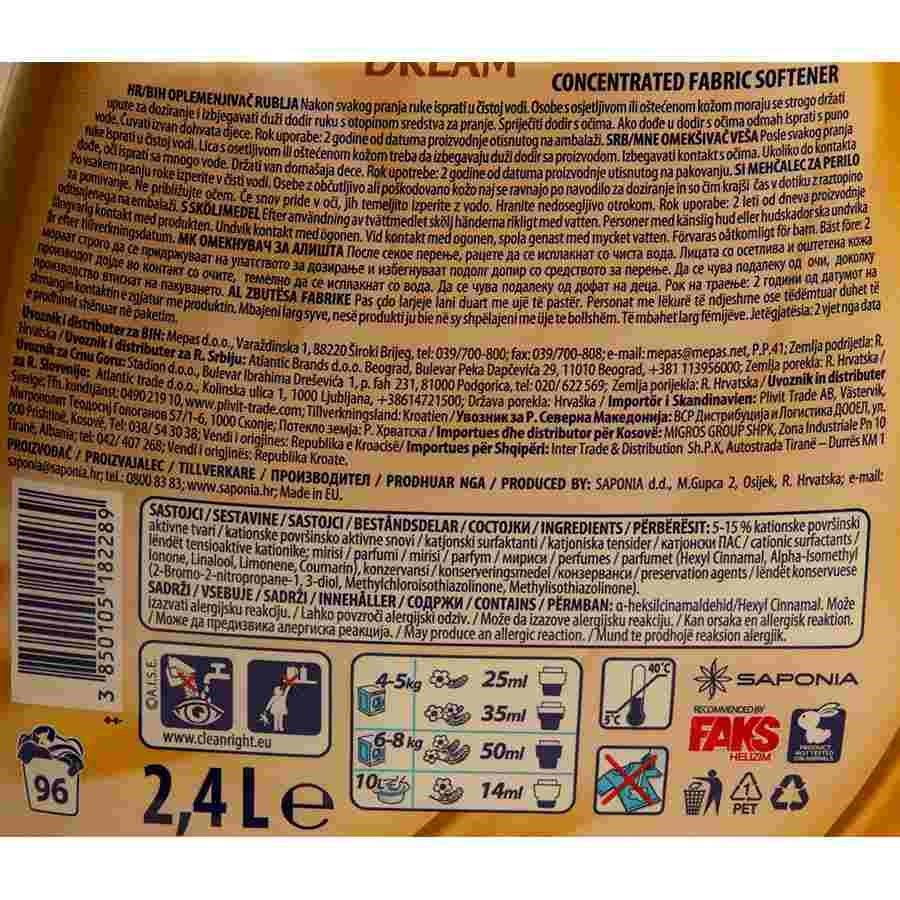 DREAM
CONCENTRATED FABRIC SOFTENER
HR/BIH OPLEMENJIVAČ RUBLJA Nakon svakog pranja ruke isprati u čistoj vodi. Osobe s osjetljivom ili oštećenom kožom moraju se strogo držati
upute za doziranje i izbjegavati duži dodir ruku s otopinom sredstva za pranje. Spriječiti dodir s očima. Ako dođe u dodir s očima odmah isprati s puno
vode. Čuvati izvan dohvata djece. Rok uporabe: 2 godine od datuma proizvodnje otisnutog na ambalaži. SRB/MNE OMEKŠIVAČ VEŠA Posle svakog pranja
ruke isprati u čistoj vodi. Lica s osetljivom ili oštećenom kožom treba da izbegavaju duži dodir sa proizvodom. Izbegavati kontakt s očima. Ukoliko do kontakta
dođe, oči isprati sa mnogo vode. Držati van domašaja dece. Rok upotrebe: 2 godine od datuma proizvodnje utisnutog na pakovanju. SI MEHČALEC ZA PERILO
Po vsakem pranju roke izperite v čisti vodi. Osebe z občutljivo ali poškodovano kožo naj se ravnajo po navodilo za doziranje in so čim krajši čas v dotiku z raztopino
za pomivanje. Ne približujte očem. Če snov pride v oči, jih temeljito izperite z vodo. Hranite nedosegljivo otrokom. Rok uporabe: 2 leti od dneva proizvodnje
odtisnjenega na embalaži. S SKÖLJMEDEL Efter användning av tvättmedlet skölj händerna rikligt med vatten. Personer med känslig hud eller hudskador ska undvika
långvarig kontakt med produkten. Undvik kontakt med ögonen. Vid kontakt med ögonen, spola genast med mycket vatten. Förvaras oåtkomligt för barn. Bäst före: 2
år efter tillverkningsdatum. МК ОМЕКНУВАЧ ЗА АЛИШТА После секое перење, рацете да се исплакнат со чиста вода. Лицата со осетлива и оштетена кожа
мораат строго да се придржуваат на упатството за дозирање и избегнуваат подолг допир со средството за перење. Да се чува подалеку од очи, доколку
производот дојде во контакт со очите, темелно да се исплакнат со вода. Да се чува подалеку од дофат на деца. Рок на траење: 2 години од датумот на
производство втиснат на пакувањето. AL ZBUTËSA FABRIKE Pas çdo larjeje lani duart me ujë të pastër. Personat me lëkurë të ndjeshme ose të dëmtuar duhet të
shmangin kontaktin e zgjatur me produktin. Mbajeni larg syve, nese produkti ju bie në sy shpëlajeni me ujë te bollshëm. Të mbahet larg fëmijëve. Jetëgjatësia: 2 vjet nga data
e prodhimit shënuar në paketim.
Uvoznik i distributer za BIH: Mepas d.o.o., Varaždinska 1, 88220 Široki Brijeg, tel: 039/700-800; fax: 039/700-808; e-mail: mepas@mepas.net, P.P.41; Zemlja podrijetla: R.
Hrvatska / Uvoznik i distributer za R. Srbiju: Atlantic Brands d.o.o. Beograd, Bulevar Peka Dapčevića 29, 11010 Beograd, +381 113956000; Zemlja porekla: R. Hrvatska /
Uvoznik za Crnu Goru: Stadion d.o.o., Bulevar Ibrahima Dreševića 1, p. fah 231, 81000 Podgorica, tel: 020/ 622 569; Zemlja porijekla: R. Hrvatska / Uvoznik in distributer
za R. Slovenijo: Atlantic trade d.o.o., Kolinska ulica 1, 1000 Ljubljana, +38614721500; Država porekla: Hrvaška / Importör i Skandinavien: Plivit Trade AB, Västervik,
Sverige; Fh. kundtjänst: 0490 219 10, www.plivit-trade.com; Tillverkningsland: Kroatien / Увозник за Р. Северна Македонија: ВСР Дистрибуција и Логистика ДООЕЛ, ул.
Митрополит Теодосиј Гологанов 57/1-6, 1000 Скопје; Потекло земја: Р. Хрватска / Importues dhe distributor për Kosovë: MIGROS GROUP SHPK, Zona Industriale Pn 10
000 Prishtinë, Kosovë, Tel: 038/ 54 30 38; Vendi i origjinës: Republika e Kroacisë/ Importues për Shqipëri: Inter Trade & Distribution Sh.P.K, Autostrada Tiranë – Durrës KM 1
Tiranë, Albania; tel: 042/ 407 268; Vendi i origjinës: Republika Kroate.
PROIZVOĐAČ / PROIZVAJALEC / TILLVERKARE / ПРОИЗВОДИТЕЛ / PRODHUAR NGA / PRODUCED BY: SAPONIA d.d., M.Gupca 2, Osijek, R. Hrvatska; e-mail:
saponia@saponia.hr; tel.: 0800 83 83; www.saponia.hr; Made in EU.
SASTOJCI / SESTAVINE / SASTOJCI / BESTÅNDSDELAR / СОСТОЈКИ / INGREDIENTS / PËRBËRËSIT: 5-15 % kationske površinski
aktivne tvari / kationske površinsko aktivne snovi / katjonski surfaktanti / katjoniska tensider / катјонски ПАС / cationic surfactants /
lëndët tensioaktive kationike; mirisi / parfumi / mirisi / parfym / мириси / perfumes / parfumet (Hexyl Cinnamal, Alpha-Isomethyl
Ionone, Linalool, Limonene, Coumarin), konzervansi / konserveringsmedel /конзерванси / preservation agents / lëndët konservuese
(2-Bromo-2-nitropropane-1, 3-diol, Methylchloroisothiazolinone, Methylisothiazolinone).
SADRŽI / VSEBUJE / SADRŽI / INNEHÅLLER / СОДРЖИ / CONTAINS / PËRMBAN: α-heksilcinamaldehid/Hexyl Cinnamal. Može
izazvati alergijsku reakciju. / Lahko povzroči alergijski odziv. / Može da izazove alergijsku reakciju. / Kan orsaka en allergisk reaktion.
/ Може да предизвика алергиска реакција. / May produce an allergic reaction. / Mund te prodhojë reaksion alergjik.
3 850105 182289
©A.I.S.E.
www.cleanright.eu
4-5kg 25ml
35ml
6-8 kg 50ml
10L 14ml
40°C
5°C
SAPONIA
RECOMMENDED BY
FAKS
HELIZIM
PRODUCT
NOT TESTED
ON ANIMALS
96
2,4 L e
1
PET